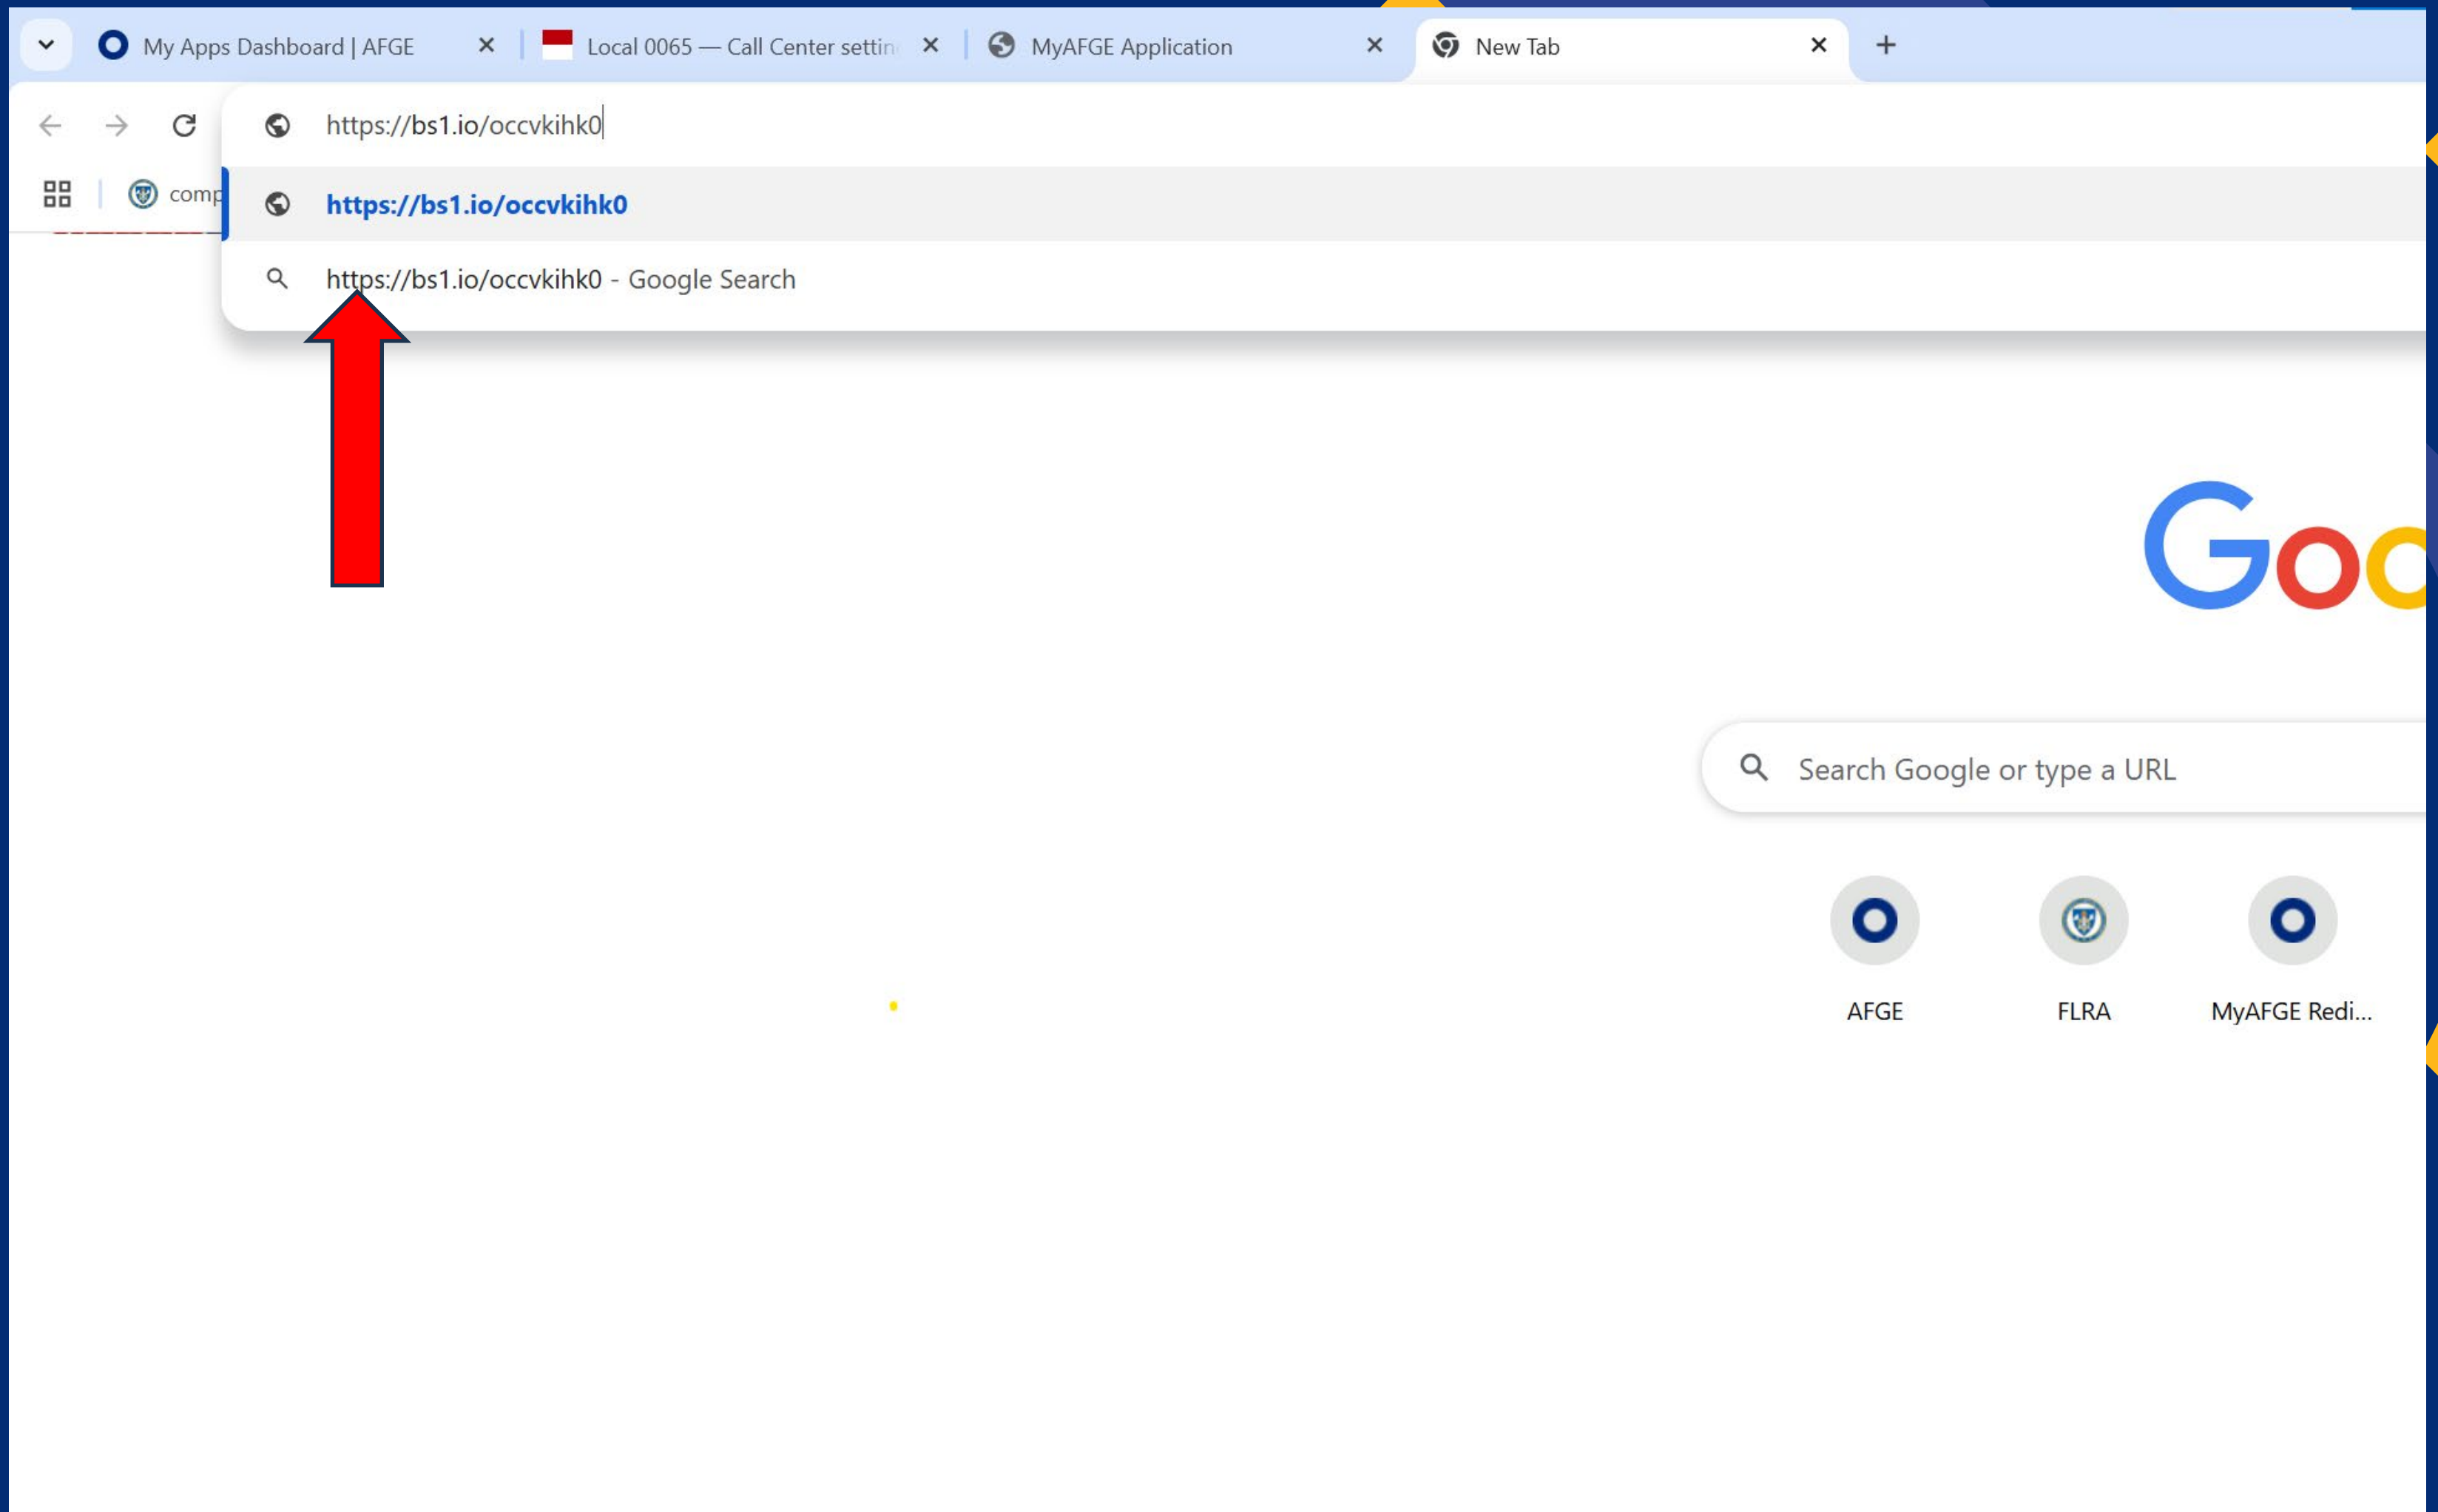 My Apps Dashboard | AFGE
Local 0065 — Call Center settin
MyAFGE Application
New Tab
https://bs1.io/occvkihk0
comp
https://bs1.io/occvkihk0
https://bs1.io/occvkihk0 - Google Search
Goo
Search Google or type a URL
AFGE
FLRA
MyAFGE Redi...